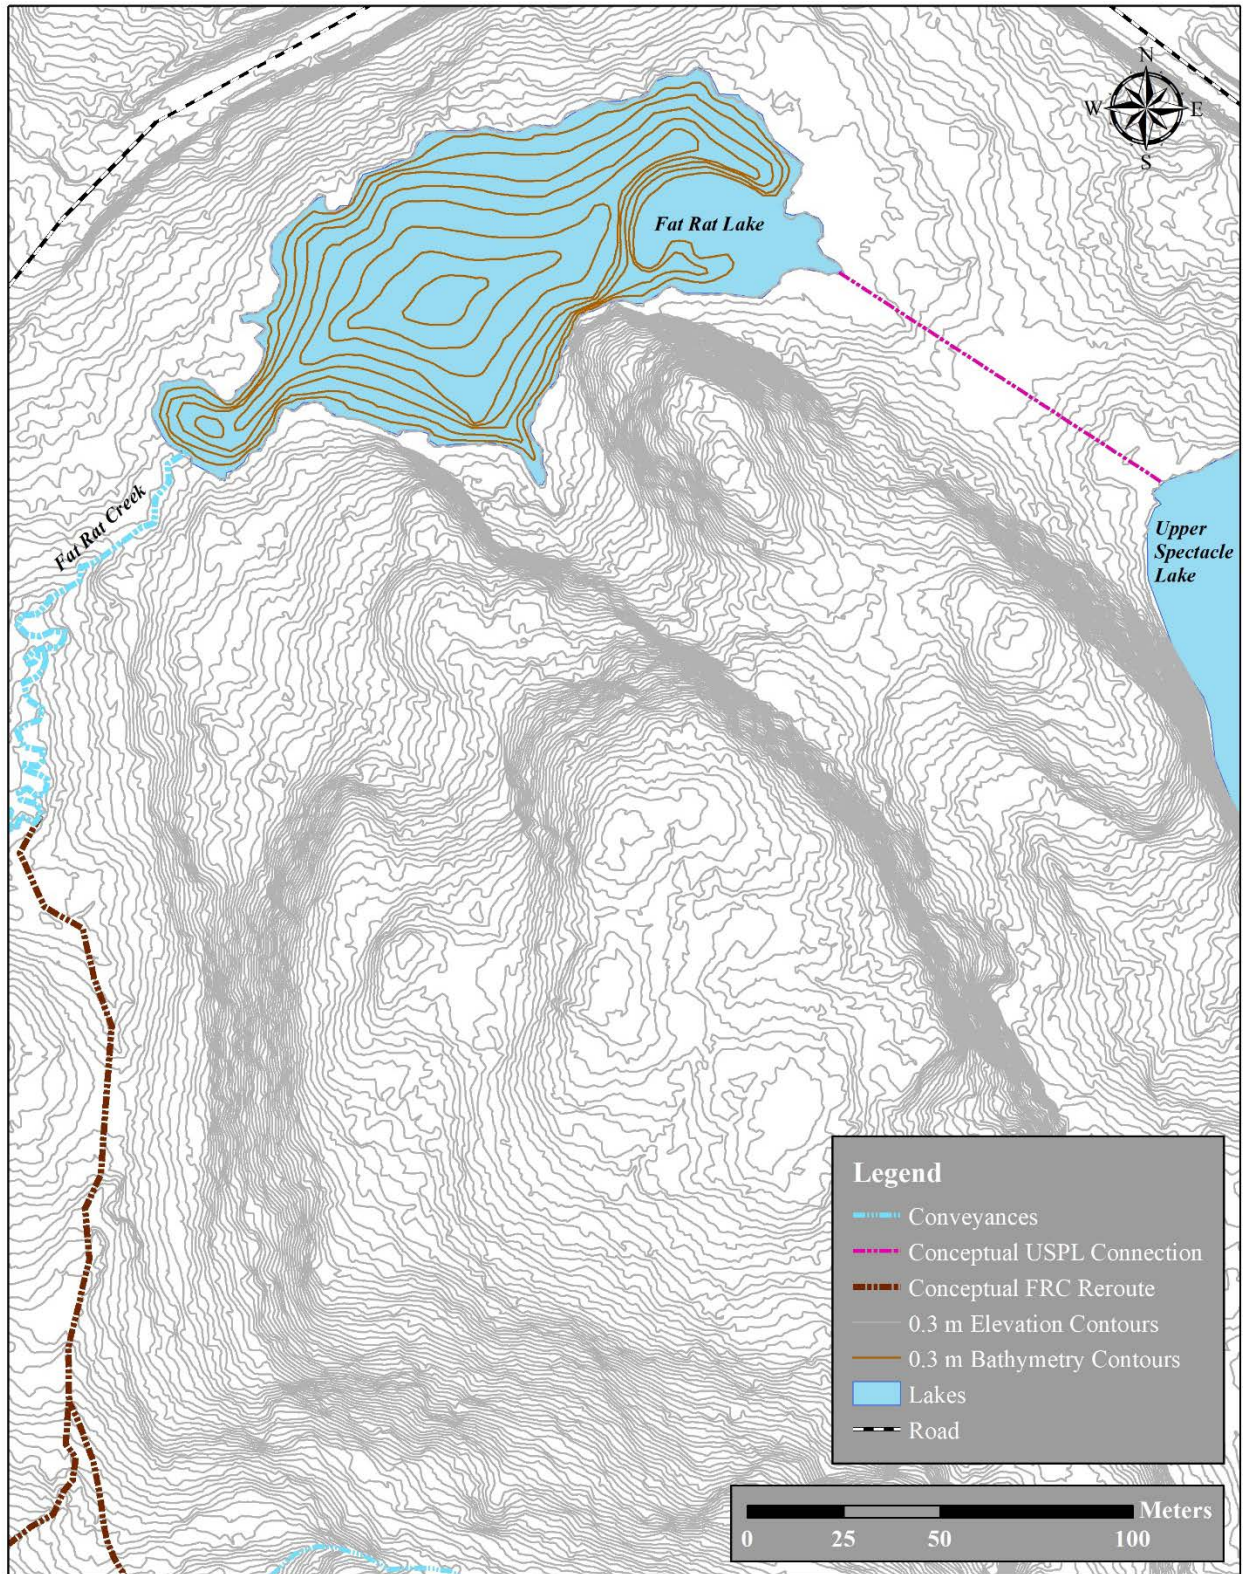 N
W E
S
Fat Rat Lake
Fat Rat Creek
Upper
Spectacle
Lake
Legend
Conveyances
Conceptual USPL Connection
Conceptual FRC Reroute
0.3 m Elevation Contours
0.3 m Bathymetry Contours
Lakes
Road
Meters
0 25 50 100